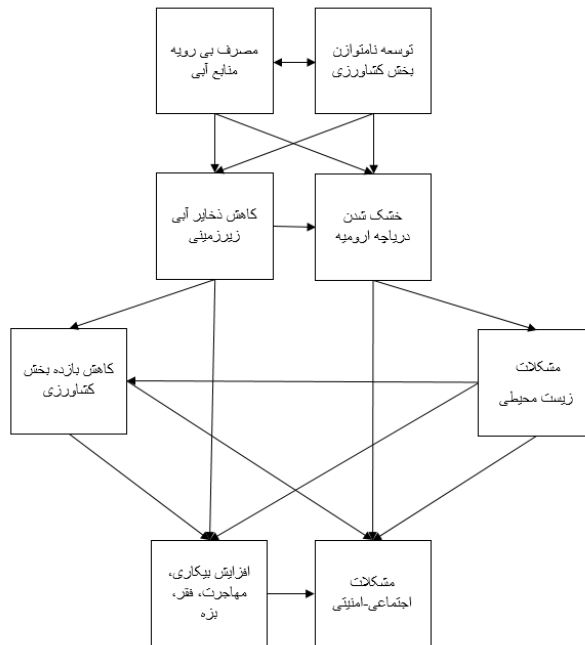 توسعه نامتوازن
بخش کشاورزی
مصرف بی رویه
منابع آبی
خشک شدن
دریاچه ارومیه
کاهش ذخایر آبی
زیرزمینی
مشکلات
زیست محیطی
کاهش بازده بخش
کشاورزی
مشکلات
اجتماعی-امنیتی
افزایش بیکاری،
مهاجرت، فقر،
بزه